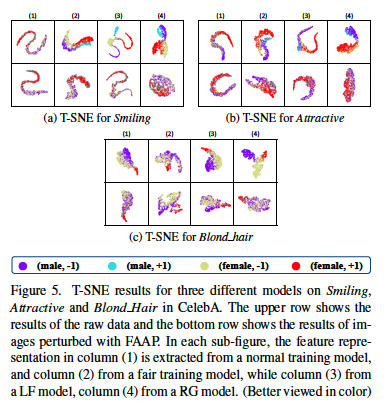 (1) (2) (3) (4)
(1) (2) (3) (4)
(a) T-SNE for Smiling
(b) T-SNE for Attractive
(1) (2) (3) (4)
(c) T-SNE for Blond_hair
(male, -1) (male, +1) (female, -1) (female, +1)
Figure 5. T-SNE results for three different models on Smiling,
Attractive and Blond_Hair in CelebA. The upper row shows the
results of the raw data and the bottom row shows the results of im-
ages perturbed with FAAP. In each sub-figure, the feature repre-
sentation in column (1) is extracted from a normal training model,
and column (2) from a fair training model, while column (3) from
a LF model, column (4) from a RG model. (Better viewed in color)